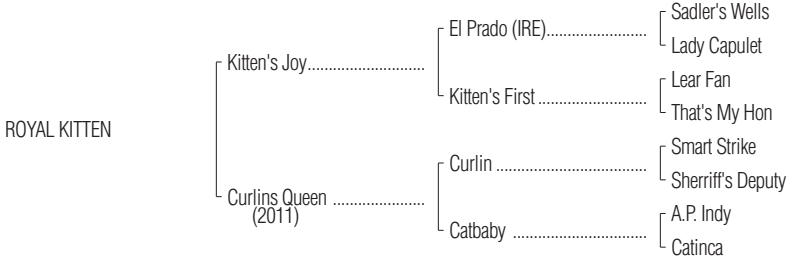 Sadler's Wells
El Prado (IRE)..........................
Lady Capulet
Kitten's Joy............................
Lear Fan
Kitten's First ..........................
That's My Hon
ROYAL KITTEN
Smart Strike
Curlin ....................................
Sherriff's Deputy
Curlins Queen ......................
(2011)
A.P. Indy
Catbaby ................................
Catinca